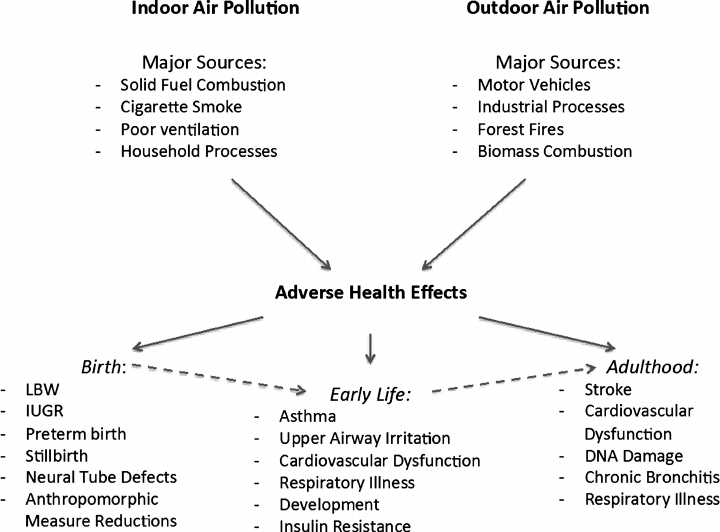 Indoor Air Pollution
Major Sources:
- Solid Fuel Combustion
- Cigarette Smoke
- Poor ventilation
- Household Processes
Outdoor Air Pollution
Major Sources:
- Motor Vehicles
- Industrial Processes
- Forest Fires
- Biomass Combustion
Adverse Health Effects
Birth:
- LBW
- IUGR
- Preterm birth
- Stillbirth
- Neural Tube Defects
- Anthropomorphic
Measure Reductions
Early Life:
- Asthma
- Upper Airway Irritation
- Cardiovascular Dysfunction
- Respiratory Illness
- Development
- Insulin Resistance
Adulthood:
- Stroke
- Cardiovascular
Dysfunction
- DNA Damage
- Chronic Bronchitis
- Respiratory Illness